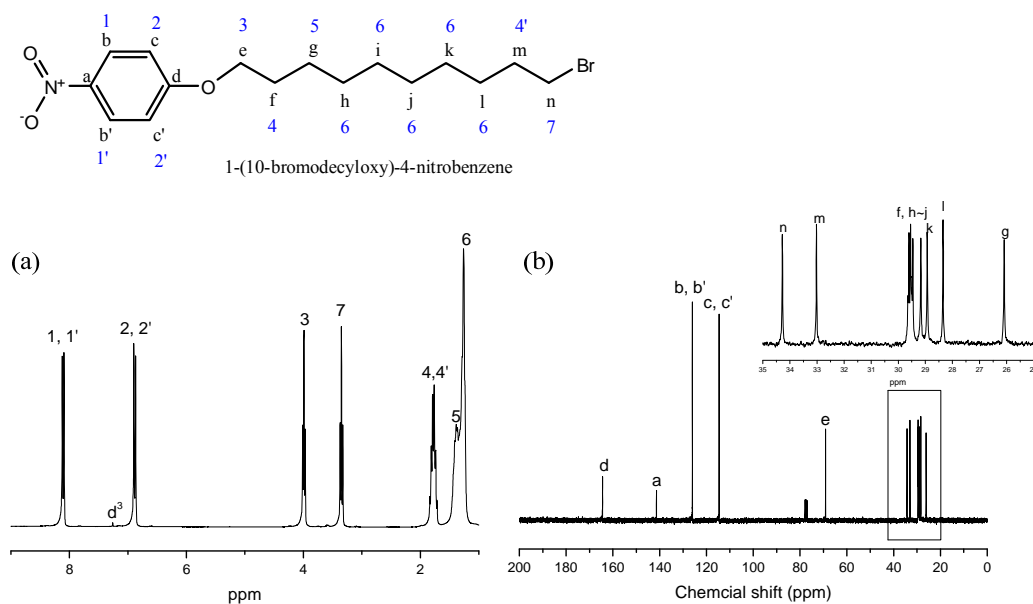 1 2 3 5 6 6 4'
b c e g i k m
O
N+ a d O Br
-O
b' c' f h j l n
1' 2' 4 6 6 6 7
1-(10-bromodecyloxy)-4-nitrobenzene
(a)
1, 1'
2, 2'
d3
3
7
4,4'
5
6
8 6 4 2
ppm
(b)
d
a
b, b'
c, c'
e
n
m
f, h~j
k
l
g
35 34 33 32 31 30 29 28 27 26 25
ppm
200 180 160 140 120 100 80 60 40 20 0
Chemcial shift (ppm)